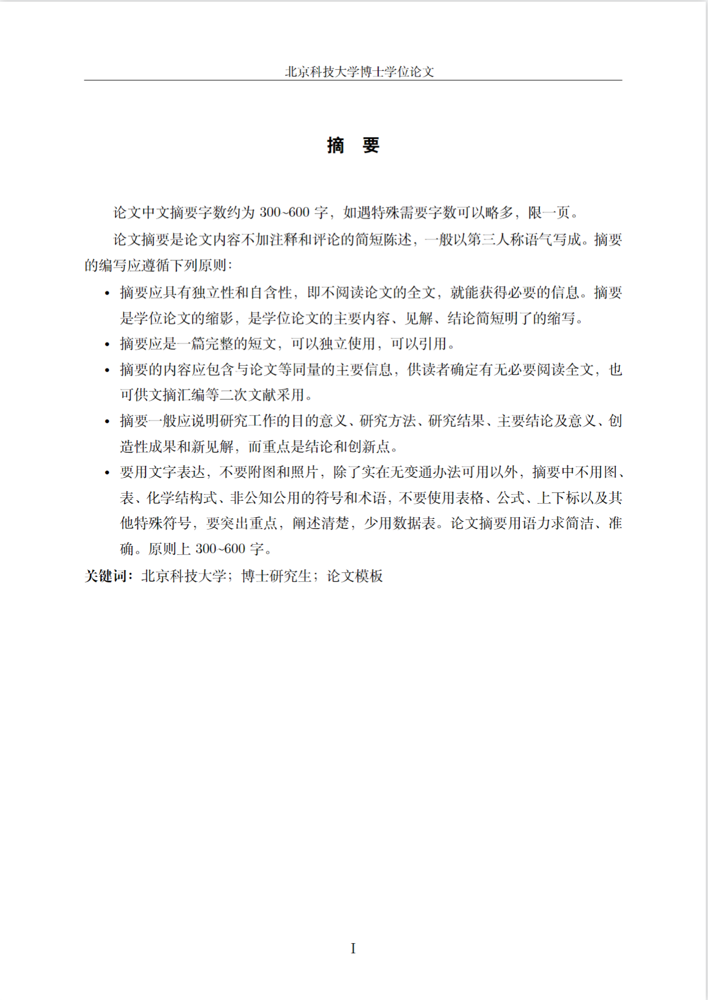 北京科技大学博士学位论文
摘 要
论文中文摘要字数约为 300~600 字，如遇特殊需要字数可以略多，限一页。
论文摘要是论文内容不加注释和评论的简短陈述，一般以第三人称语气写成。摘要
的编写应遵循下列原则：
• 摘要应具有独立性和自含性，即不阅读论文的全文，就能获得必要的信息。摘要
是学位论文的缩影，是学位论文的主要内容、见解、结论简短明了的缩写。
• 摘要应是一篇完整的短文，可以独立使用，可以引用。
• 摘要的内容应包含与论文等同量的主要信息，供读者确定有无必要阅读全文，也
可供文摘汇编等二次文献采用。
• 摘要一般应说明研究工作的目的意义、研究方法、研究结果、主要结论及意义、创
造性成果和新见解，而重点是结论和创新点。
• 要用文字表达，不要附图和照片，除了实在无变通办法可用以外，摘要中不用图、
表、化学结构式、非公知公用的符号和术语，不要使用表格、公式、上下标以及其
他特殊符号，要突出重点，阐述清楚，少用数据表。论文摘要用语力求简洁、准
确。原则上 300~600 字。
关键词：北京科技大学；博士研究生；论文模板
I